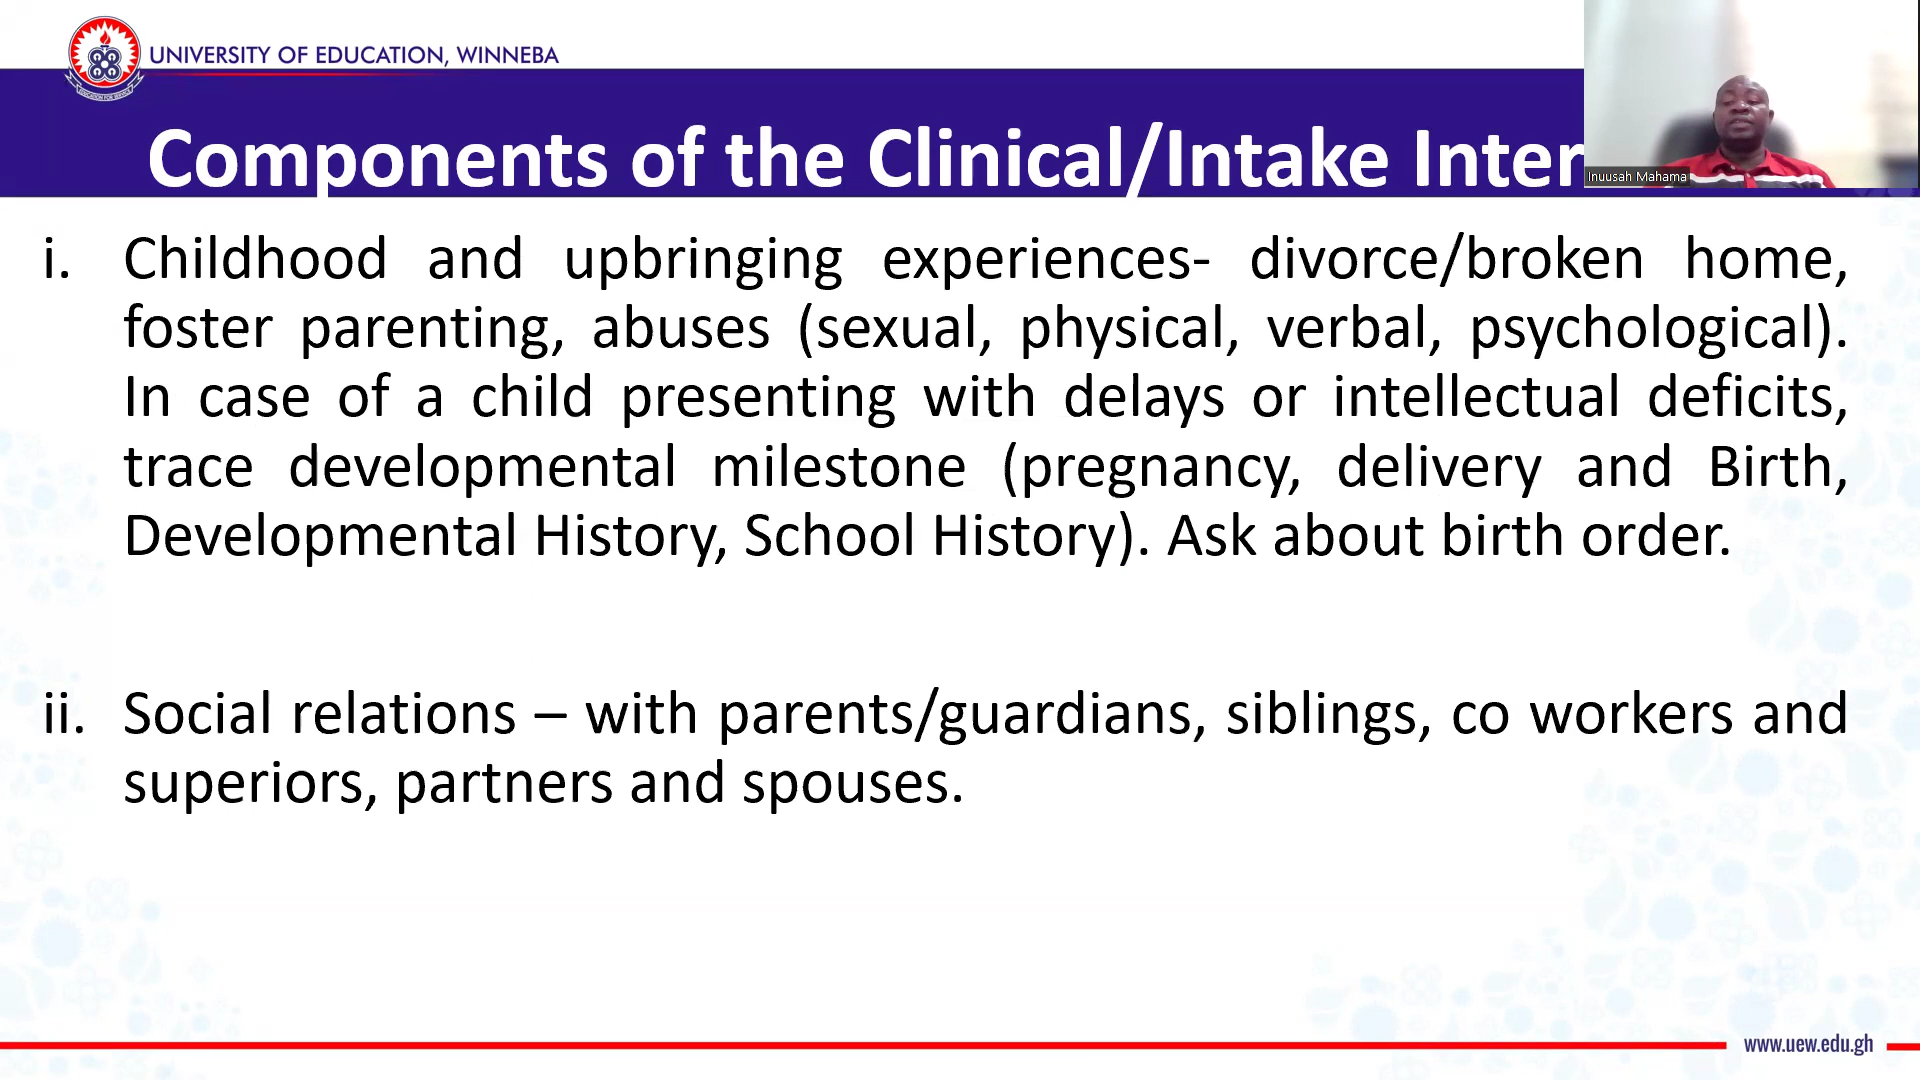 UNIVERSITY OF EDUCATION, WINNEBA
Components of the Clinical/Intake Inter
Inuusah Mahama
i. Childhood and upbringing experiences- divorce/broken home,
foster parenting, abuses (sexual, physical, verbal, psychological).
In case of a child presenting with delays or intellectual deficits,
trace developmental milestone (pregnancy, delivery and Birth,
Developmental History, School History). Ask about birth order.
ii. Social relations – with parents/guardians, siblings, co workers and
superiors, partners and spouses.
www.uew.edu.gh